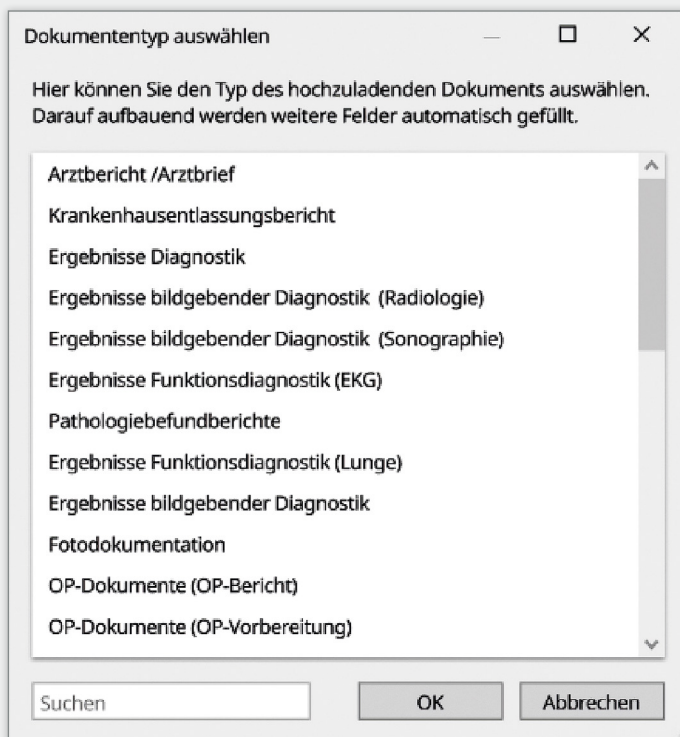 Dokumententyp auswählen
Hier können Sie den Typ des hochzuladenden Dokuments auswählen.
Darauf aufbauend werden weitere Felder automatisch gefüllt.
Arztbericht /Arztbrief
Krankenhausentlassungsbericht
Ergebnisse Diagnostik
Ergebnisse bildgebender Diagnostik (Radiologie)
Ergebnisse bildgebender Diagnostik (Sonographie)
Ergebnisse Funktionsdiagnostik (EKG)
Pathologiebefundberichte
Ergebnisse Funktionsdiagnostik (Lunge)
Ergebnisse bildgebender Diagnostik
Fotodokumentation
OP-Dokumente (OP-Bericht)
OP-Dokumente (OP-Vorbereitung)
Suchen OK Abbrechen